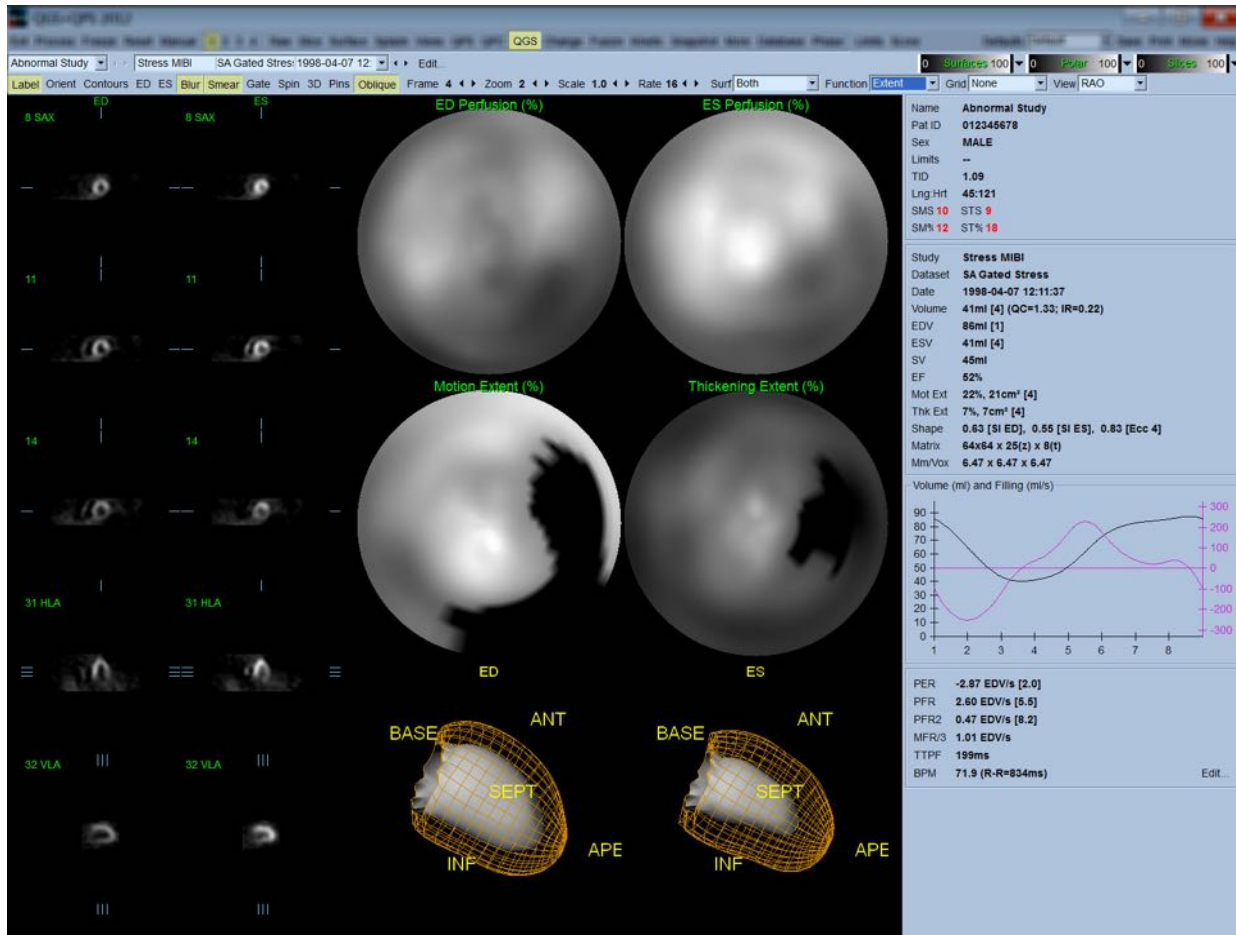 QGS+QPS 2012
QGS
Abnormal Study Stress MIBI SA Gated Stress 1998-04-07 12: Edit...
0 Surfaces 100 0 Polar 100 0 Slices 100
Label Orient Contours ED ES Blur Smear Gate Spin 3D Pins Oblique Frame 4 Zoom 2 Scale 1.0 Rate 16 Surf Both Function Extent Grid None View RAO
ED ES
8 SAX 8 SAX
11 11
14 14
31 HLA 31 HLA
32 VLA 32 VLA
ED Perfusion (%) ES Perfusion (%)
Motion Extent (%) Thickening Extent (%)
ED ES
BASE ANT BASE ANT
SEPT SEPT
INF APE INF APE
Name Abnormal Study
Pat ID 012345678
Sex MALE
Limits --
TID 1.09
Lng:Hrt 45:121
SMS 10 STS 9
SM% 12 ST% 18
Study Stress MIBI
Dataset SA Gated Stress
Date 1998-04-07 12:11:37
Volume 41ml [4] (QC=1.33; IR=0.22)
EDV 86ml [1]
ESV 41ml [4]
SV 45ml
EF 52%
Mot Ext 22%, 21cm² [4]
Thk Ext 7%, 7cm² [4]
Shape 0.63 [SI ED], 0.55 [SI ES], 0.83 [Ecc 4]
Matrix 64x64 x 25(z) x 8(t)
Mm/Vox 6.47 x 6.47 x 6.47
Volume (ml) and Filling (ml/s)
90 300
80 200
70
60 100
50 0
40
30 -100
20 -200
10
0 -300
1 2 3 4 5 6 7 8
PER -2.87 EDV/s [2.0]
PFR 2.60 EDV/s [5.5]
PFR2 0.47 EDV/s [8.2]
MFR/3 1.01 EDV/s
TTPF 199ms
BPM 71.9 (R-R=834ms) Edit...